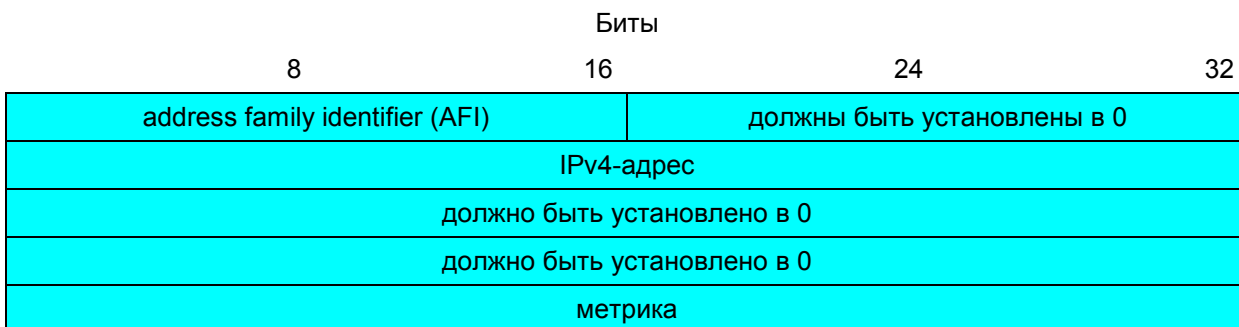 Биты
8 16 24 32
address family identifier (AFI) должны быть установлены в 0
IPv4-адрес
должно быть установлено в 0
должно быть установлено в 0
метрика